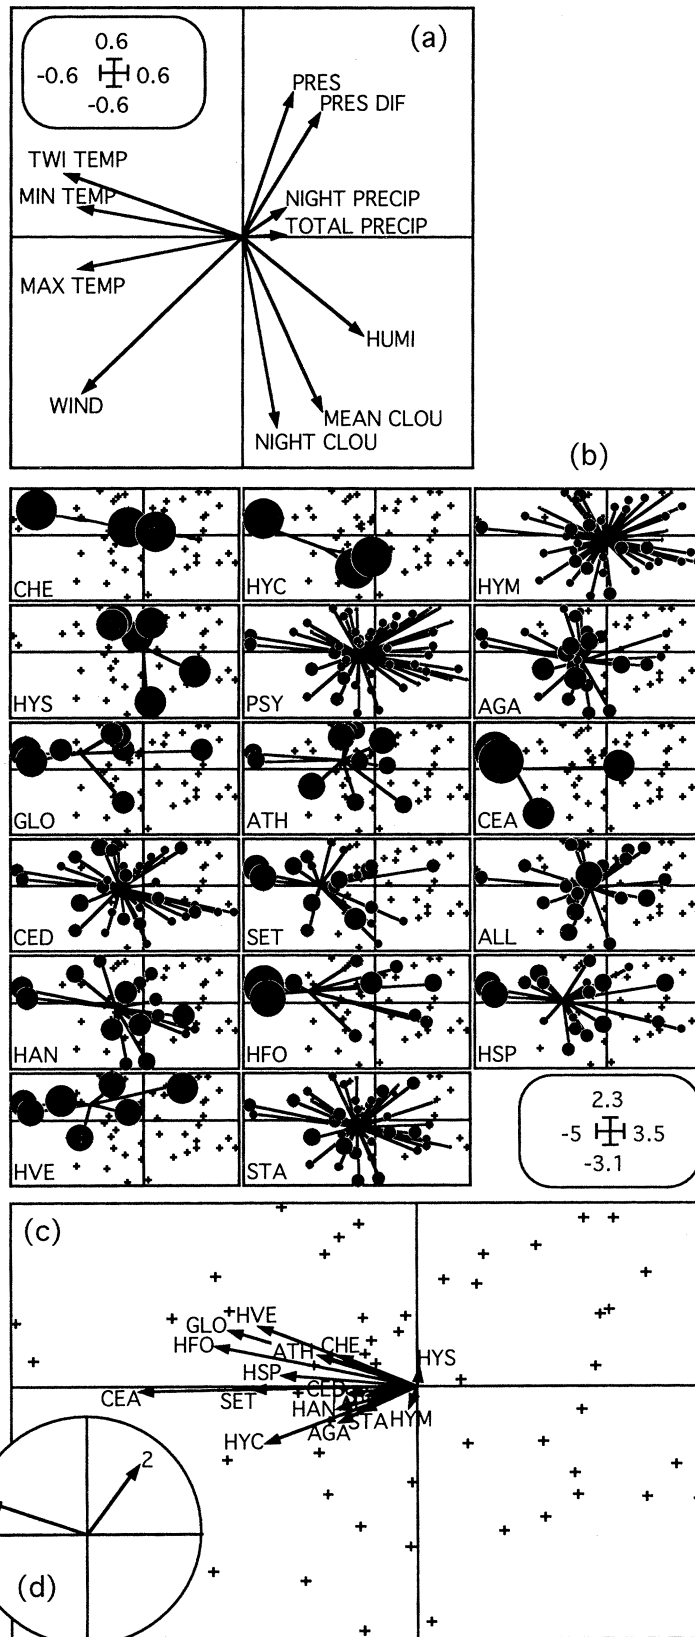 (a)
0.6
-0.6 0.6
-0.6
PRES
PRES DIF
TWI TEMP
MIN TEMP
NIGHT PRECIP
TOTAL PRECIP
MAX TEMP
HUMI
WIND
MEAN CLOU
NIGHT CLOU
(b)
CHE
HYC
HYM
HYS
PSY
AGA
GLO
ATH
CEA
CED
SET
ALL
HAN
HFO
HSP
HVE
STA
2.3
-5 3.5
-3.1
(c)
HVE
GLO
HFO
ATH
CHE
HYS
HSP
CED
CEA
SET
HAN
STA
HYM
AGA
HYC
2
(d)